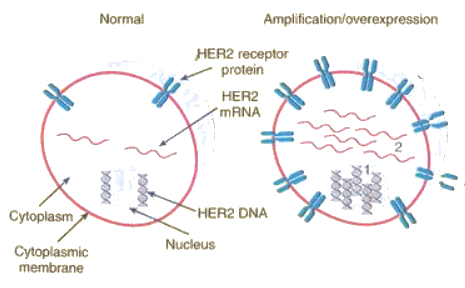 Normal
Amplification/overexpression
HER2 receptor
protein
HER2
mRNA
2
1
Cytoplasm
HER2 DNA
Nucleus
Cytoplasmic
membrane